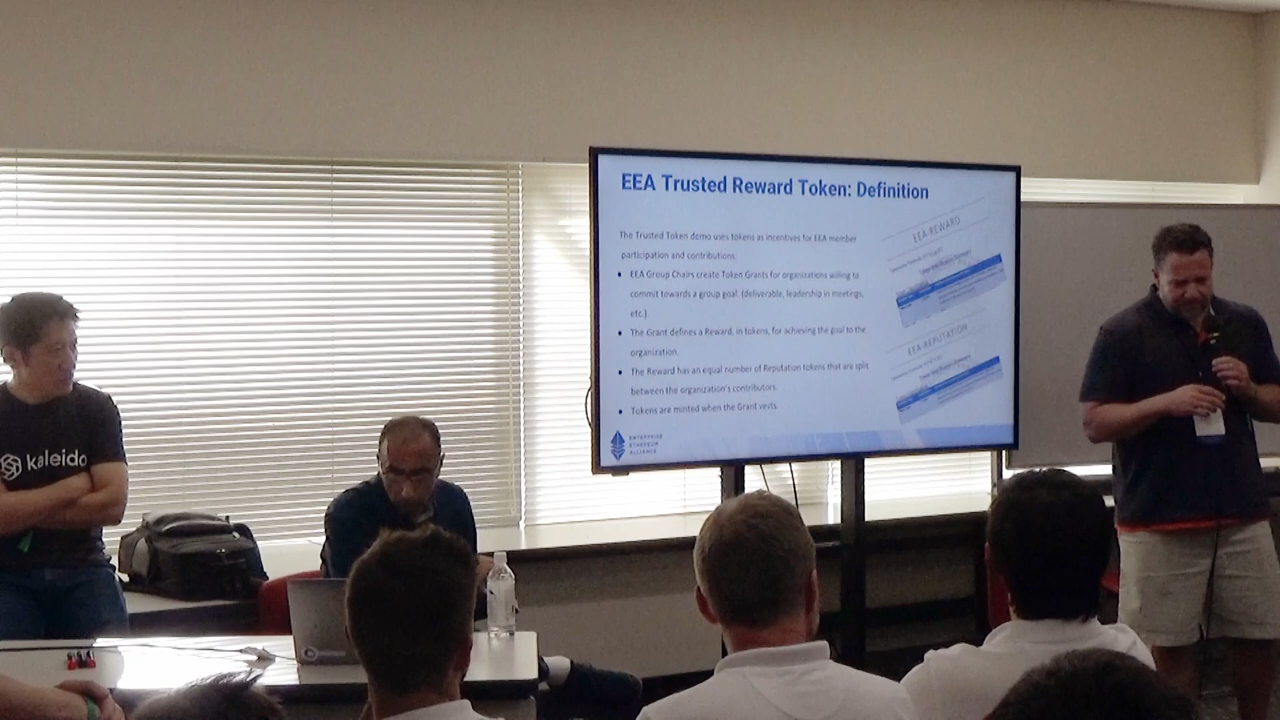 EEA Trusted Reward Token: Definition
The Trusted Token demo uses tokens as incentives for EEA member
participation and contributions.
EEA Group Chairs create Token Grants for organizations willing to
commit towards a group goal. (deliverable, leadership in meetings,
etc.)
The Grant defines a Reward, in tokens, for achieving the goal to the
organization.
The Reward has an equal number of Reputation tokens that are split
between the organization's contributors.
Tokens are minted when the Grant vests
EEA-REWARD
EEA-REPUTATION
ENTERPRISE
ETHEREUM
ALLIANCE
kaleido